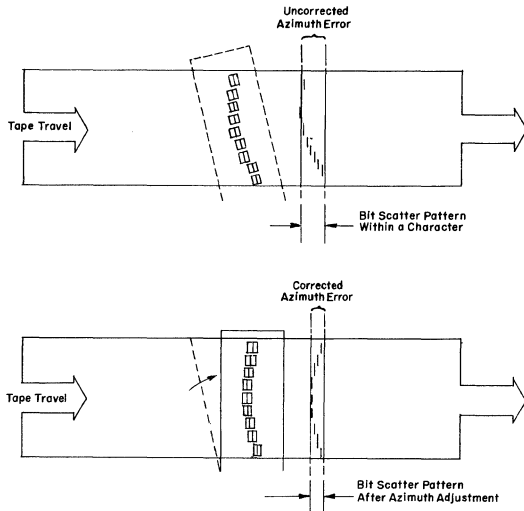 Uncorrected
Azimuth Error
Tape Travel
Bit Scatter Pattern
Within a Character
Corrected
Azimuth Error
Tape Travel
Bit Scatter Pattern
After Azimuth Adjustment